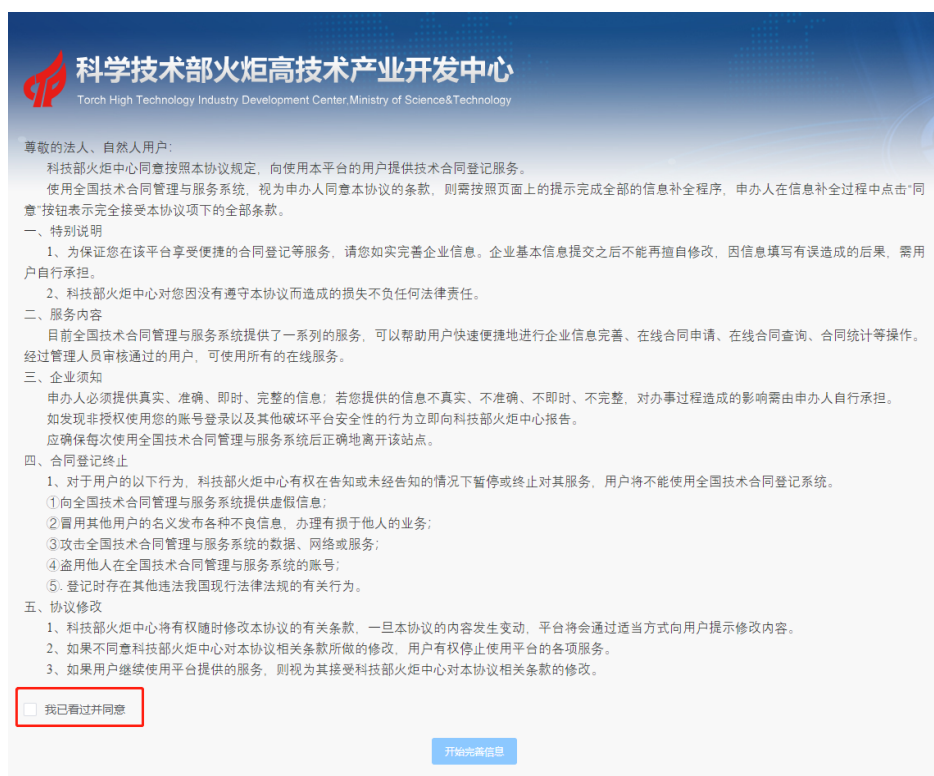 科学技术部火炬高技术产业开发中心
Torch High Technology Industry Development Center,Ministry of Science&Technology
尊敬的法人、自然人用户:
科技部火炬中心同意按照本协议规定，向使用本平台的用户提供技术合同登记服务。
使用全国技术合同管理与服务系统，视为申办人同意本协议的条款，则需按照页面上的提示完成全部的信息补全程序，申办人在信息补全过程中点击“同
意”按钮表示完全接受本协议项下的全部条款。
一、特别说明
1、为保证您在该平台享受便捷的合同登记等服务，请您如实完善企业信息。企业基本信息提交之后不能再擅自修改，因信息填写有误造成的后果，需用
户自行承担。
2、科技部火炬中心对您因没有遵守本协议而造成的损失不负任何法律责任。
二、服务内容
目前全国技术合同管理与服务系统提供了一系列的服务，可以帮助用户快速便捷地进行企业信息完善、在线合同申请、在线合同查询、合同统计等操作。
经过管理人员审核通过的用户，可使用所有的在线服务。
三、企业须知
申办人必须提供真实、准确、即时、完整的信息；若您提供的信息不真实、不准确、不即时、不完整，对办事过程造成的影响需由申办人自行承担。
如发现非授权使用您的账号登录以及其他破坏平台安全性的行为立即向科技部火炬中心报告。
应确保每次使用全国技术合同管理与服务系统后正确地离开该站点。
四、合同登记终止
1、对于用户的以下行为，科技部火炬中心有权在告知或未经告知的情况下暂停或终止对其服务，用户将不能使用全国技术合同登记系统。
①向全国技术合同管理与服务系统提供虚假信息；
②冒用其他用户的名义发布各种不良信息，办理有损于他人的业务；
③攻击全国技术合同管理与服务系统的数据、网络或服务；
④盗用他人在全国技术合同管理与服务系统的账号；
⑤. 登记时存在其他违法我国现行法律法规的有关行为。
五、协议修改
1、科技部火炬中心将有权随时修改本协议的有关条款，一旦本协议的内容发生变动，平台将会通过适当方式向用户提示修改内容。
2、如果不同意科技部火炬中心对本协议相关条款所做的修改，用户有权停止使用平台的各项服务。
3、如果用户继续使用平台提供的服务，则视为其接受科技部火炬中心对本协议相关条款的修改。
我已看过并同意
开始完善信息